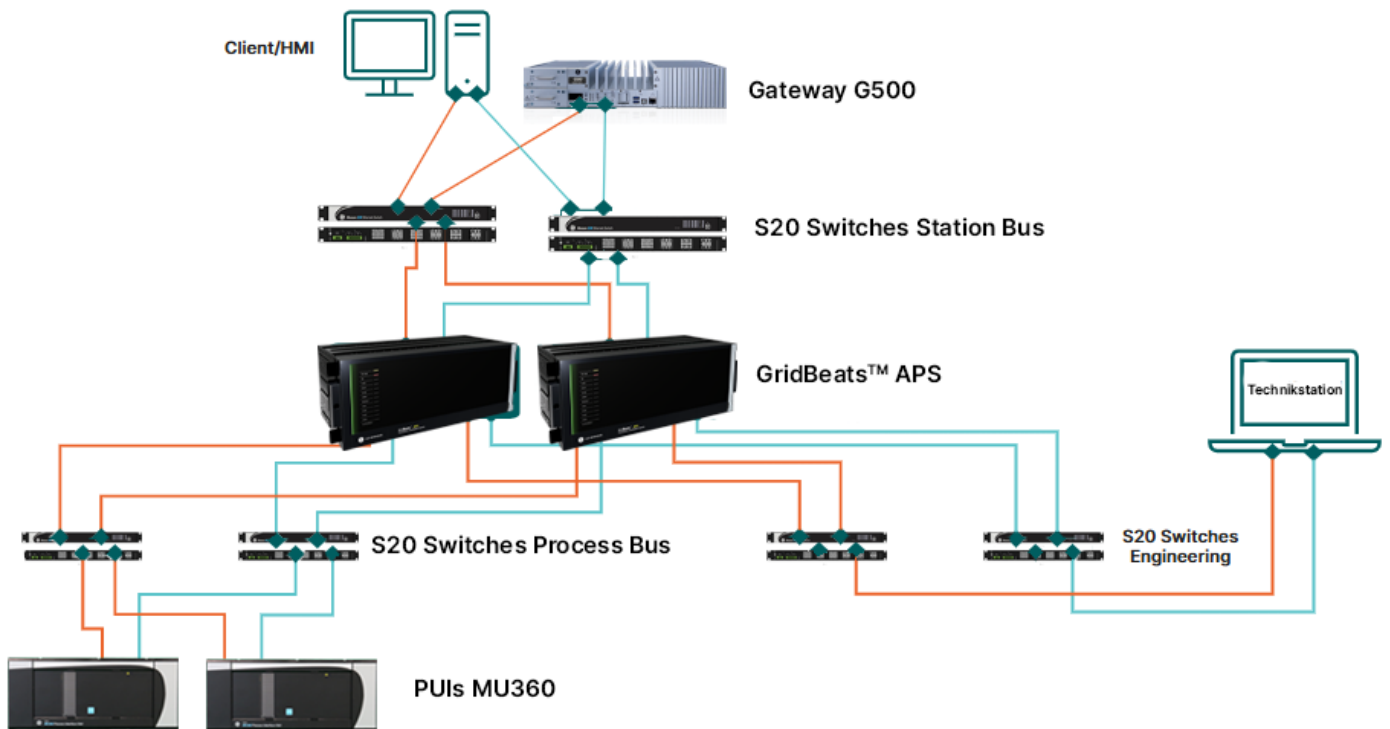 Client/HMI
Gateway G500
S20 Switches Station Bus
GridBeats™ APS
Technikstation
S20 Switches Process Bus
S20 Switches
Engineering
PUIs MU360